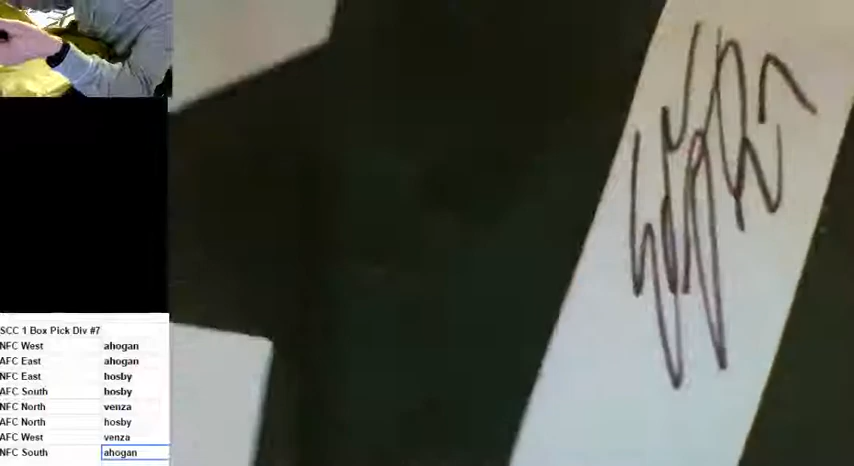 SCC 1 Box Pick Div #7
NFC West ahogan
AFC East ahogan
NFC East hosby
AFC South hosby
NFC North venza
AFC North hosby
AFC West venza
NFC South ahogan